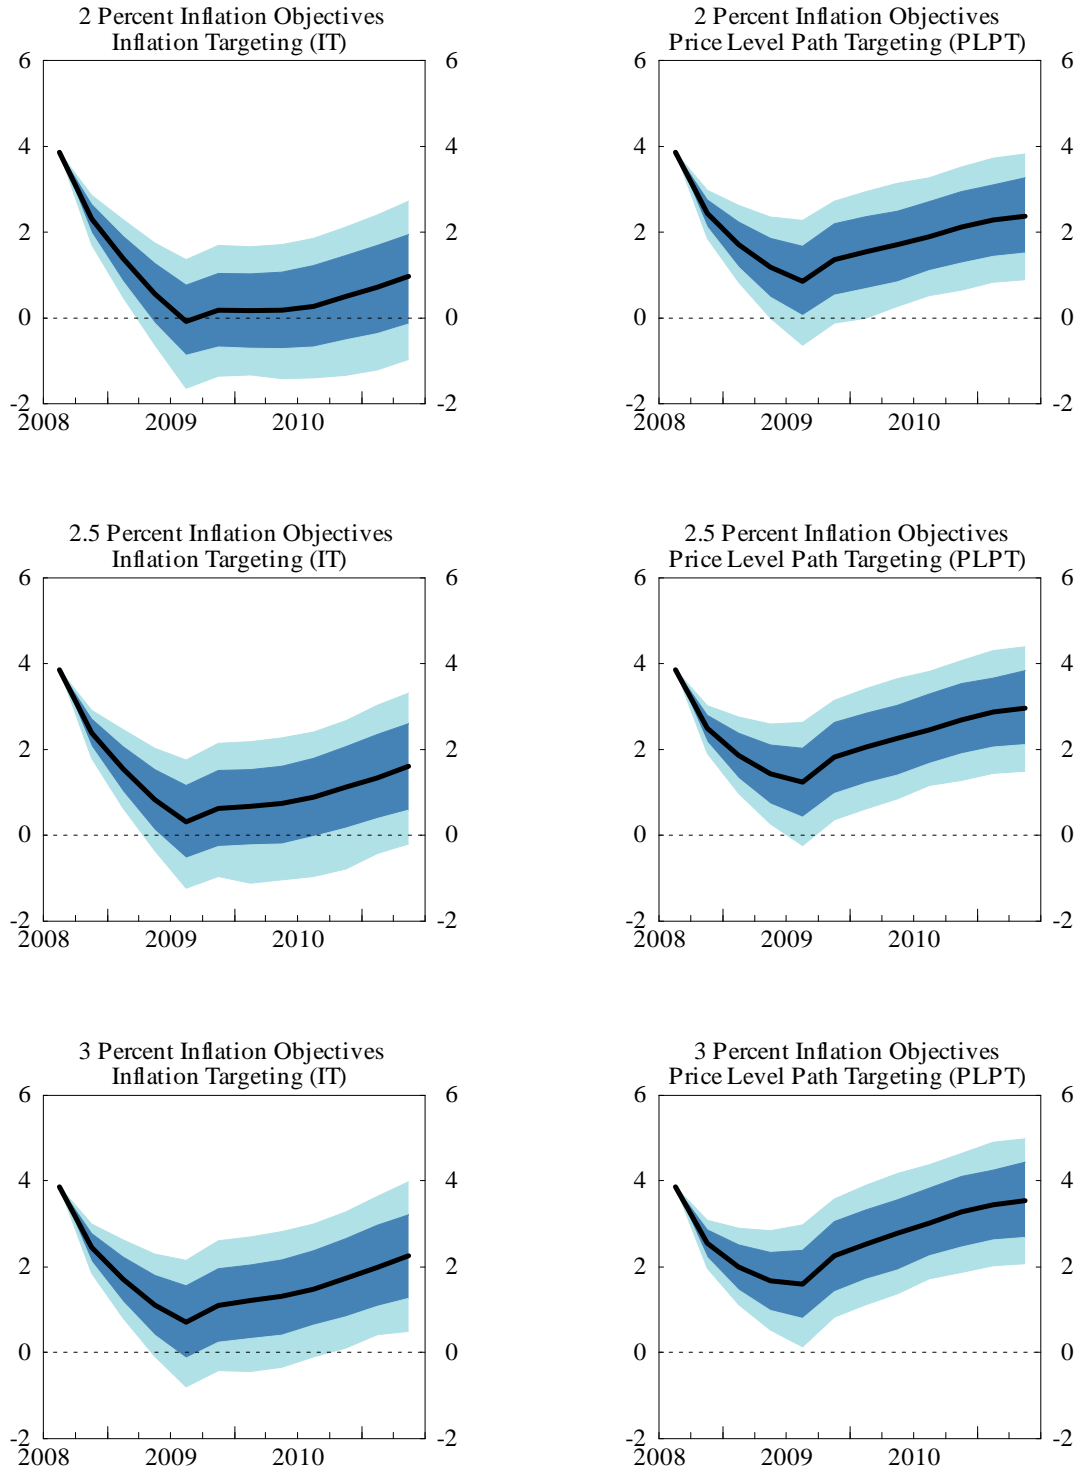 2 Percent Inflation Objectives
Inflation Targeting (IT)
6 6
4 4
2 2
0 0
-2 -2
2008 2009 2010
2 Percent Inflation Objectives
Price Level Path Targeting (PLPT)
6 6
4 4
2 2
0 0
-2 -2
2008 2009 2010
2.5 Percent Inflation Objectives
Inflation Targeting (IT)
6 6
4 4
2 2
0 0
-2 -2
2008 2009 2010
2.5 Percent Inflation Objectives
Price Level Path Targeting (PLPT)
6 6
4 4
2 2
0 0
-2 -2
2008 2009 2010
3 Percent Inflation Objectives
Inflation Targeting (IT)
6 6
4 4
2 2
0 0
-2 -2
2008 2009 2010
3 Percent Inflation Objectives
Price Level Path Targeting (PLPT)
6 6
4 4
2 2
0 0
-2 -2
2008 2009 2010